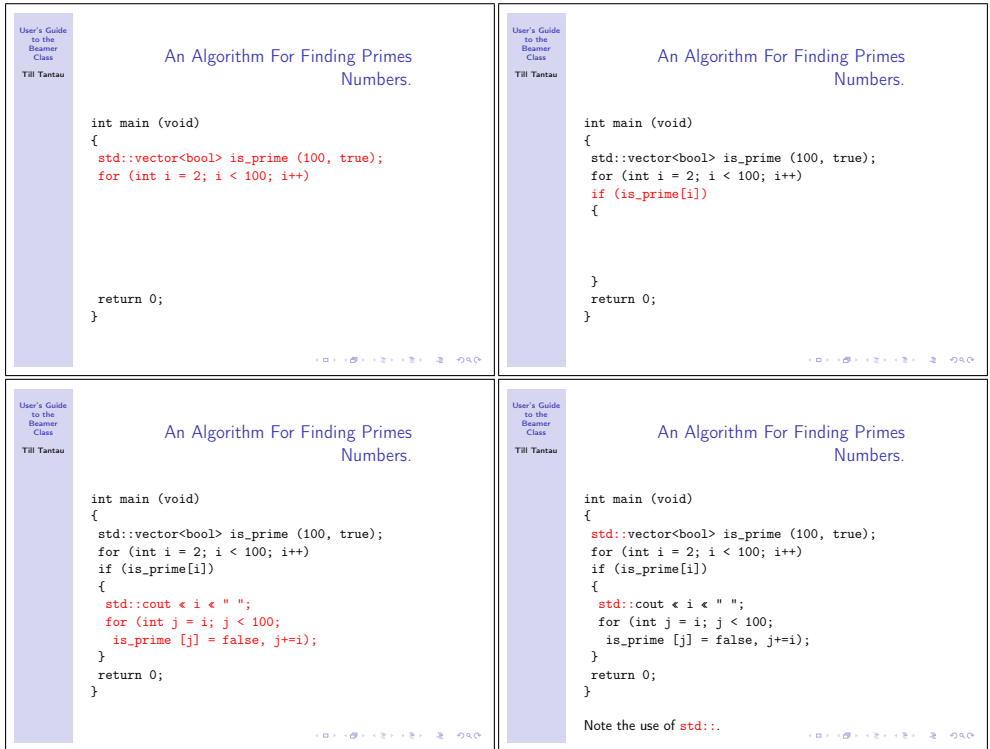 User's Guide
to the
Beamer
Class
Till Tantau
An Algorithm For Finding Primes
Numbers.
int main (void)
{
std::vector<bool> is_prime (100, true);
for (int i = 2; i < 100; i++)
return 0;
}
User's Guide
to the
Beamer
Class
Till Tantau
An Algorithm For Finding Primes
Numbers.
int main (void)
{
std::vector<bool> is_prime (100, true);
for (int i = 2; i < 100; i++)
if (is_prime[i])
{
}
return 0;
}
User's Guide
to the
Beamer
Class
Till Tantau
An Algorithm For Finding Primes
Numbers.
int main (void)
{
std::vector<bool> is_prime (100, true);
for (int i = 2; i < 100; i++)
if (is_prime[i])
{
std::cout « i « " ";
for (int j = i; j < 100;
is_prime [j] = false, j+=i);
}
return 0;
}
User's Guide
to the
Beamer
Class
Till Tantau
An Algorithm For Finding Primes
Numbers.
int main (void)
{
std::vector<bool> is_prime (100, true);
for (int i = 2; i < 100; i++)
if (is_prime[i])
{
std::cout « i « " ";
for (int j = i; j < 100;
is_prime [j] = false, j+=i);
}
return 0;
}
Note the use of std::.